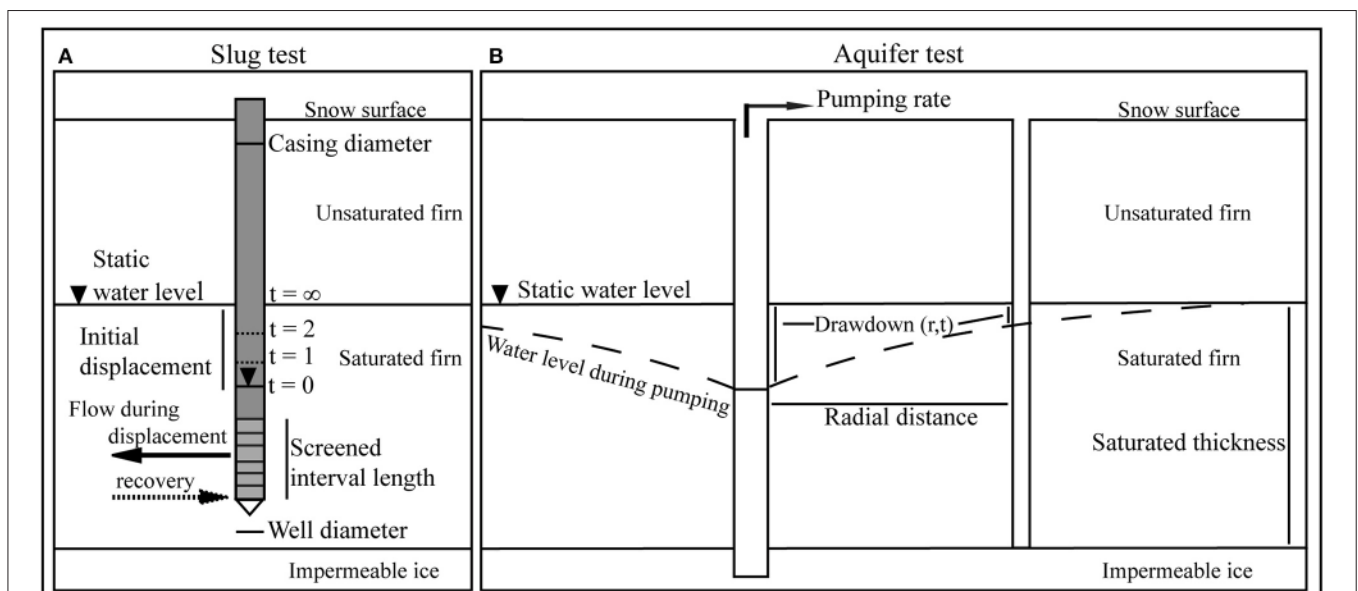 A
Slug test
Snow surface
Casing diameter
Unsaturated firn
Static
water level
t = ∞
t = 2
t = 1
t = 0
Initial
displacement
Saturated firn
Flow during
displacement
recovery
Screened
interval length
Well diameter
Impermeable ice
B
Aquifer test
Pumping rate
Snow surface
Unsaturated firn
Static water level
Drawdown (r,t)
Water level during pumping
Saturated firn
Radial distance
Saturated thickness
Impermeable ice